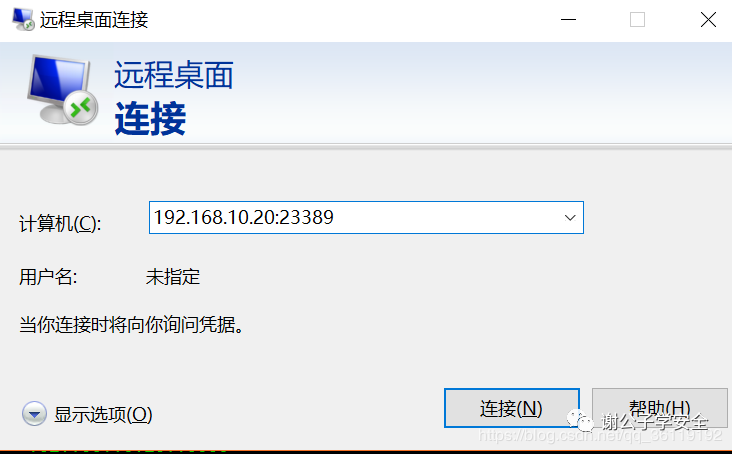 远程桌面连接
远程桌面
连接
计算机(C):
192.168.10.20:23389
用户名:
未指定
当你连接时将向你询问凭据。
显示选项(O)
连接(N)
帮助(H)
谢公子学安全
https://blog.csdn.net/qq_36119192